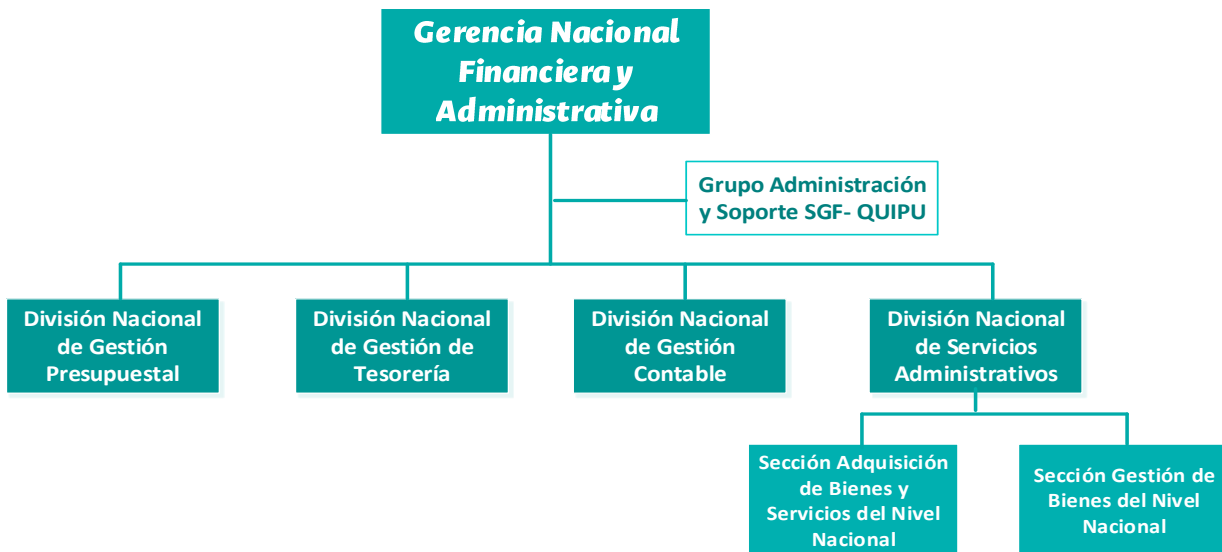 Gerencia Nacional
Financiera y
Administrativa
Grupo Administración
y Soporte SGF- QUIPU
División Nacional
de Gestión
Presupuestal
División Nacional
de Gestión de
Tesorería
División Nacional
de Gestión
Contable
División Nacional
de Servicios
Administrativos
Sección Adquisición
de Bienes y
Servicios del Nivel
Nacional
Sección Gestión de
Bienes del Nivel
Nacional